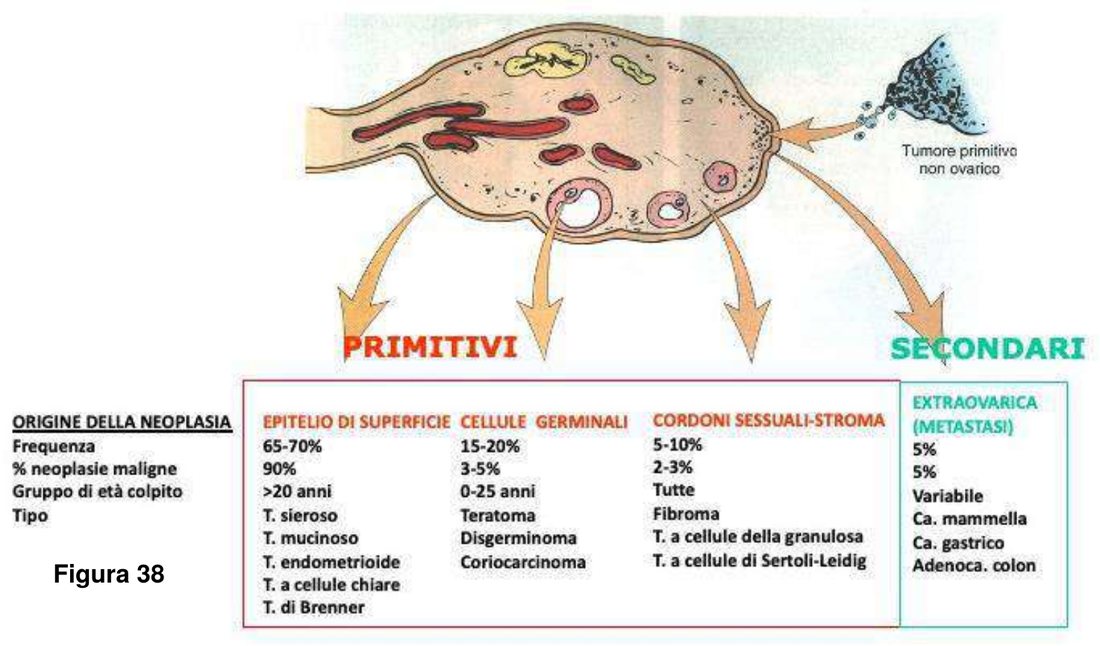 Tumore primitivo
non ovarico
PRIMITIVI
SECONDARI
ORIGINE DELLA NEOPLASIA
Frequenza
% neoplasie maligne
Gruppo di età colpito
Tipo
EPITELIO DI SUPERFICIE
65-70%
90%
>20 anni
T. sieroso
T. mucinoso
T. endometrioide
T. a cellule chiare
T. di Brenner
CELLULE GERMINALI
15-20%
3-5%
0-25 anni
Teratoma
Disgerminoma
Coriocarcinoma
CORDONI SESSUALI-STROMA
5-10%
2-3%
Tutte
Fibroma
T. a cellule della granulosa
T. a cellule di Sertoli-Leidig
EXTRAOVARICA
(METASTASI)
5%
5%
Variabile
Ca. mammella
Ca. gastrico
Adenoca. colon
Figura 38